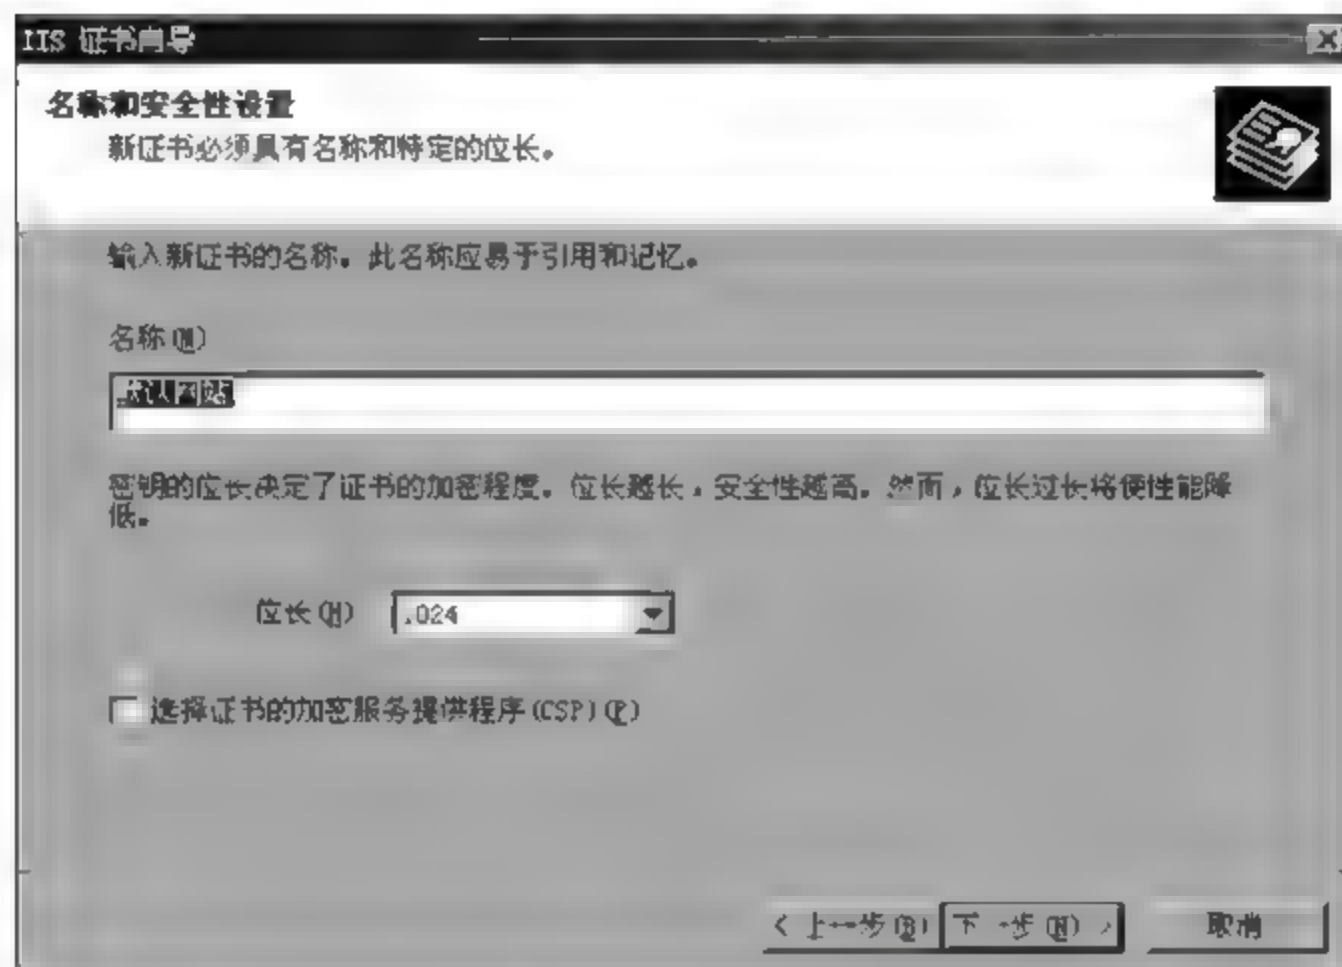 IIS 证书向导
名称和安全性设置
新证书必须具有名称和特定的位长。
输入新证书的名称。此名称应易于引用和记忆。
名称(M)
默认网站
密钥的位长决定了证书的加密程度。位长越长，安全性越高。然而，位长过长将使性能降
低。
位长(H) 1024
选择证书的加密服务提供程序(CSP)(P)
< 上一步(B) 下一步(N) > 取消